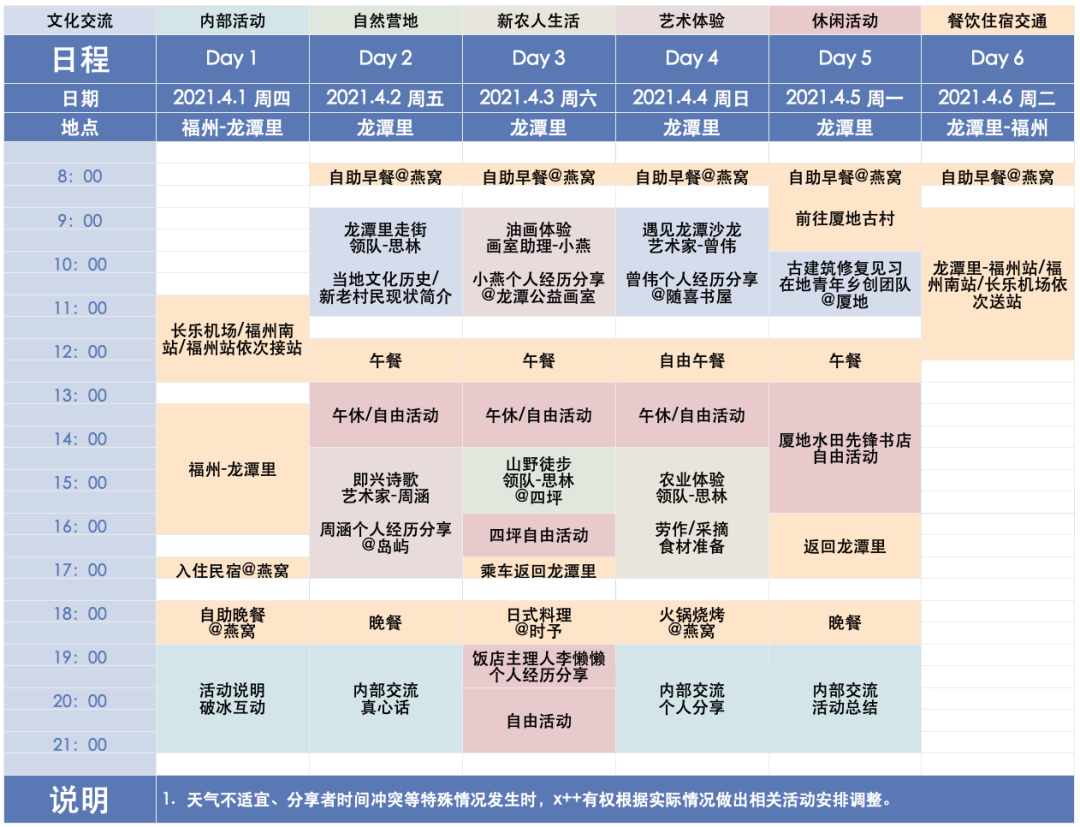 文化交流 内部活动 自然营地 新农人生活 艺术体验 休闲活动 餐饮住宿交通
日程 Day 1 Day 2 Day 3 Day 4 Day 5 Day 6
日期 2021.4.1 周四 2021.4.2 周五 2021.4.3 周六 2021.4.4 周日 2021.4.5 周一 2021.4.6 周二
地点 福州-龙潭里 龙潭里 龙潭里 龙潭里 龙潭里 龙潭里-福州
8：00 自助早餐@燕窝 自助早餐@燕窝 自助早餐@燕窝 自助早餐@燕窝 自助早餐@燕窝
9：00
龙潭里走街
领队-思林
当地文化历史/
新老村民现状简介
油画体验
画室助理-小燕
小燕个人经历分享
@龙潭公益画室
遇见龙潭沙龙
艺术家-曾伟
曾伟个人经历分享
@随喜书屋
前往厦地古村
10：00
古建筑修复见习
在地青年乡创团队
@厦地
龙潭里-福州站/福
州南站/长乐机场依
次送站
11：00
长乐机场/福州南
站/福州站依次接站
12：00 午餐 午餐 自由午餐 午餐
13：00
午休/自由活动 午休/自由活动 午休/自由活动
14：00
厦地水田先锋书店
自由活动
福州-龙潭里
15：00
即兴诗歌
艺术家-周涵
周涵个人经历分享
@岛屿
山野徒步
领队-思林
@四坪
农业体验
领队-思林
劳作/采摘
食材准备
16：00
四坪自由活动
返回龙潭里
17：00 入住民宿@燕窝 乘车返回龙潭里
18：00
自助晚餐
@燕窝
晚餐
日式料理
@时予
火锅烧烤
@燕窝
晚餐
19：00
饭店主理人李懒懒
个人经历分享
20：00
活动说明
破冰互动
内部交流
真心话
自由活动
内部交流
个人分享
内部交流
活动总结
21：00
说明 1. 天气不适宜、分享者时间冲突等特殊情况发生时，x++有权根据实际情况做出相关活动安排调整。